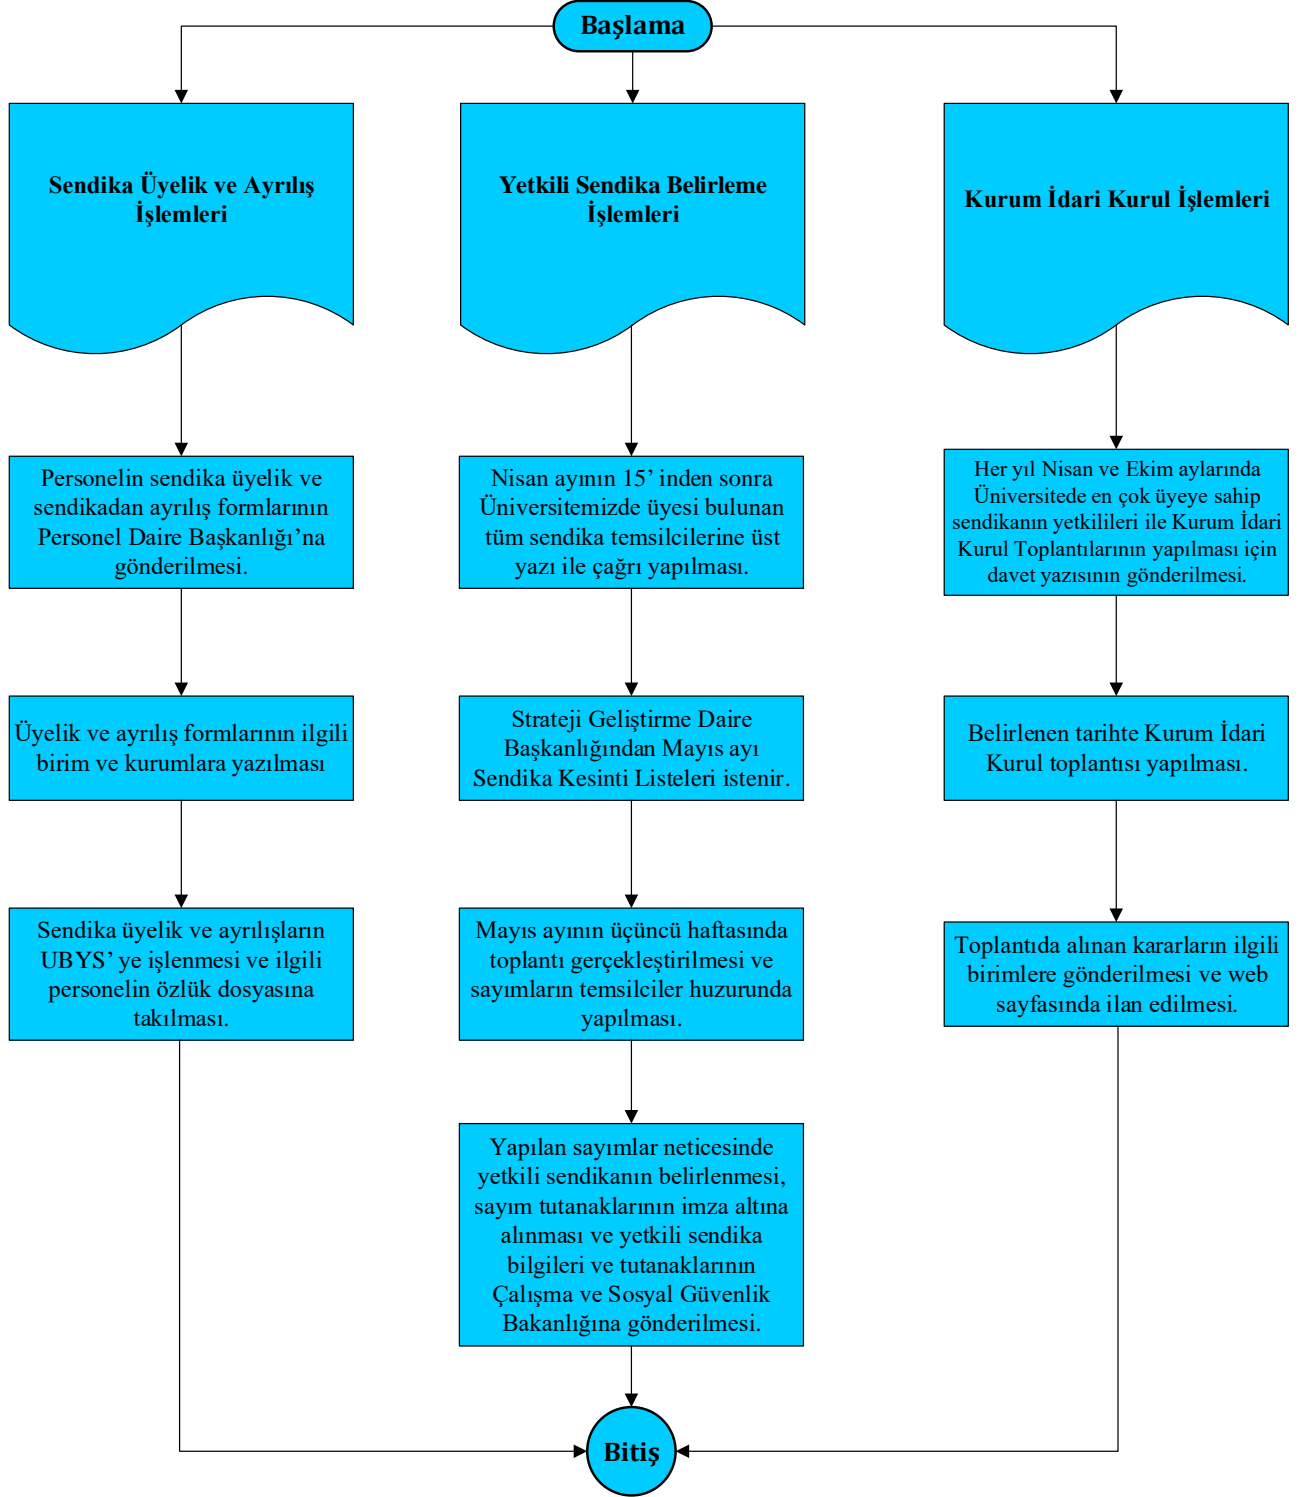 Başlama
Sendika Üyelik ve Ayrılış
İşlemleri
Personelin sendika üyelik ve
sendikadan ayrılış formlarının
Personel Daire Başkanlığı’na
gönderilmesi.
Üyelik ve ayrılış formlarının ilgili
birim ve kurumlara yazılması
Sendika üyelik ve ayrılışların
UBYS’ ye işlenmesi ve ilgili
personelin özlük dosyasına
takılması.
Yetkili Sendika Belirleme
İşlemleri
Nisan ayının 15’ inden sonra
Üniversitemizde üyesi bulunan
tüm sendika temsilcilerine üst
yazı ile çağrı yapılması.
Strateji Geliştirme Daire
Başkanlığından Mayıs ayı
Sendika Kesinti Listeleri istenir.
Mayıs ayının üçüncü haftasında
toplantı gerçekleştirilmesi ve
sayımların temsilciler huzurunda
yapılması.
Yapılan sayımlar neticesinde
yetkili sendikanın belirlenmesi,
sayım tutanaklarının imza altına
alınması ve yetkili sendika
bilgileri ve tutanaklarının
Çalışma ve Sosyal Güvenlik
Bakanlığına gönderilmesi.
Kurum İdari Kurul İşlemleri
Her yıl Nisan ve Ekim aylarında
Üniversitede en çok üyeye sahip
sendikanın yetkilileri ile Kurum İdari
Kurul Toplantılarının yapılması için
davet yazısının gönderilmesi.
Belirlenen tarihte Kurum İdari
Kurul toplantısı yapılması.
Toplantıda alınan kararların ilgili
birimlere gönderilmesi ve web
sayfasında ilan edilmesi.
Bitiş